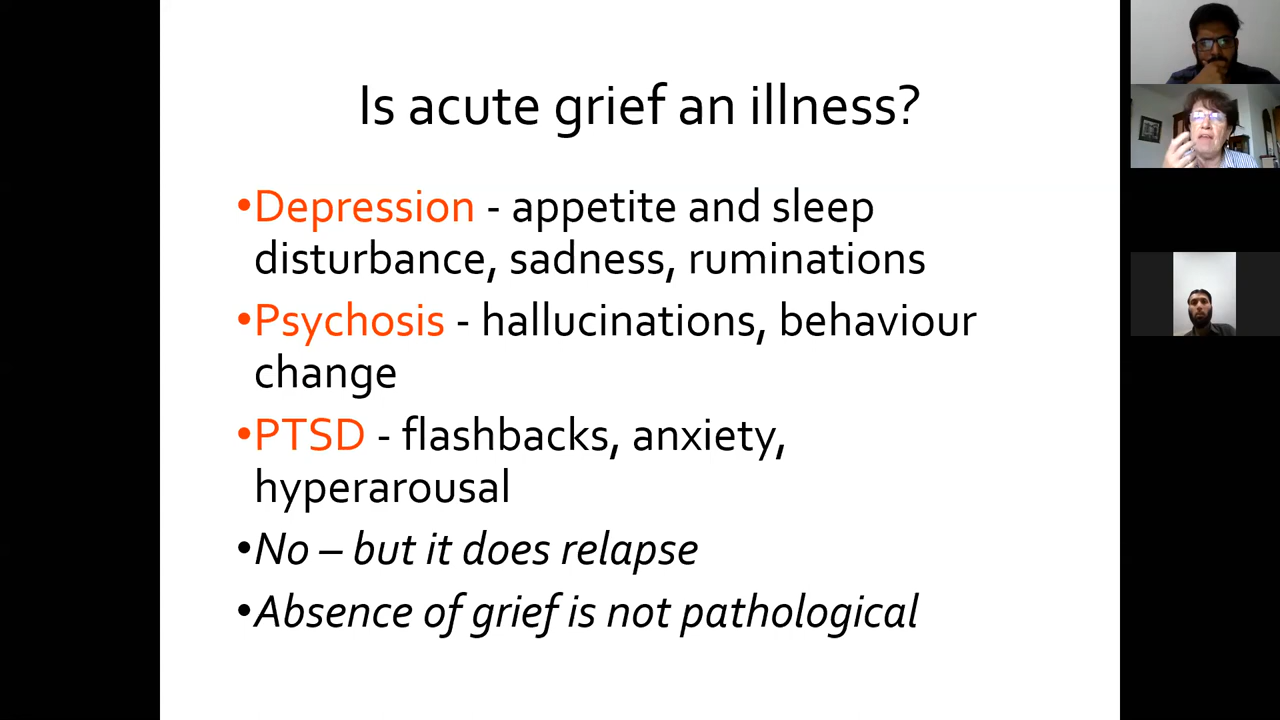 Is acute grief an illness?
•Depression - appetite and sleep
disturbance, sadness, ruminations
•Psychosis - hallucinations, behaviour
change
•PTSD - flashbacks, anxiety,
hyperarousal
•No – but it does relapse
•Absence of grief is not pathological